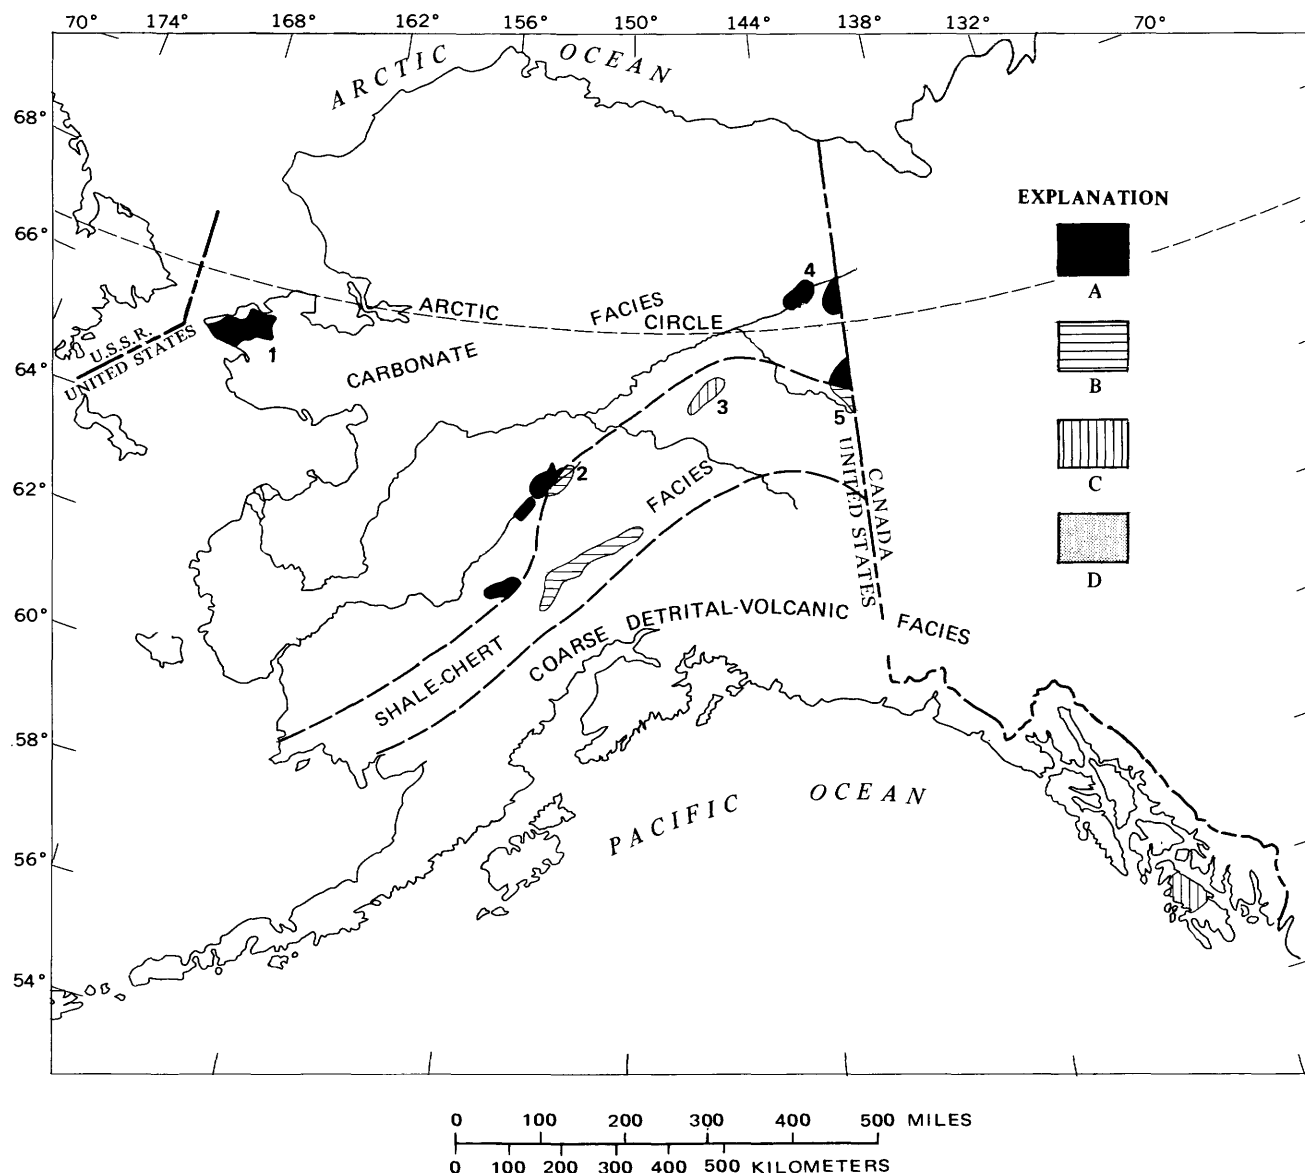 70° 174° 168° 162° 156° 150° 144° 138° 132° 70°
ARCTIC OCEAN
68°
66°
64°
62°
60°
.58°
56°
54°
EXPLANATION
A
B
C
D
U.S.S.R.
UNITED STATES
1
2
3
4
5
ARCTIC CIRCLE
CARBONATE FACIES
UNITED STATES
CANADA
SHALE-CHERT FACIES
COARSE DETRITAL-VOLCANIC FACIES
PACIFIC OCEAN
0 100 200 300 400 500 MILES
0 100 200 300 400 500 KILOMETERS